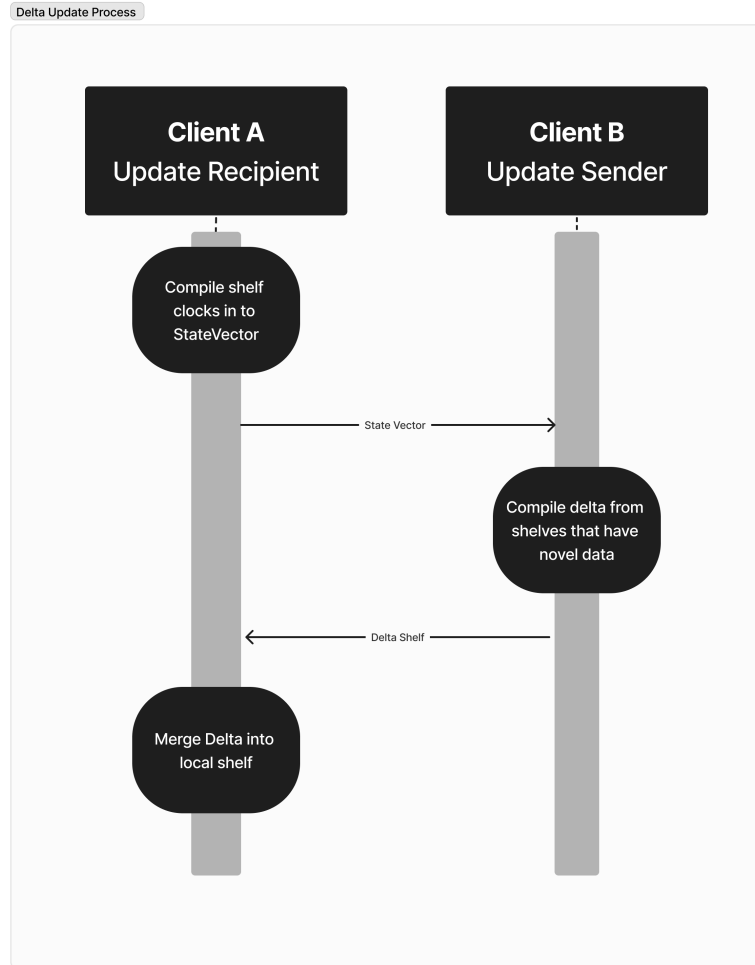 Delta Update Process
Client A
Update Recipient
Client B
Update Sender
Compile shelf
clocks in to
StateVector
State Vector
Compile delta from
shelves that have
novel data
Delta Shelf
Merge Delta into
local shelf